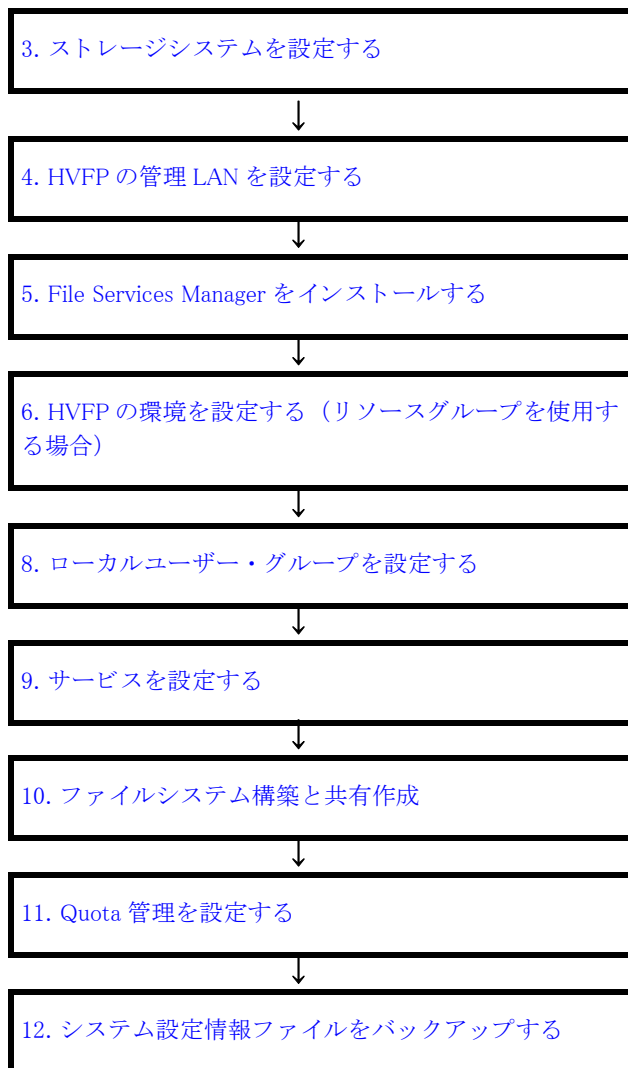 3. ストレージシステムを設定する
↓
4. HVFP の管理 LAN を設定する
↓
5. File Services Manager をインストールする
↓
6. HVFP の環境を設定する（リソースグループを使用す
る場合）
↓
8. ローカルユーザー・グループを設定する
↓
9. サービスを設定する
↓
10. ファイルシステム構築と共有作成
↓
11. Quota 管理を設定する
↓
12. システム設定情報ファイルをバックアップする